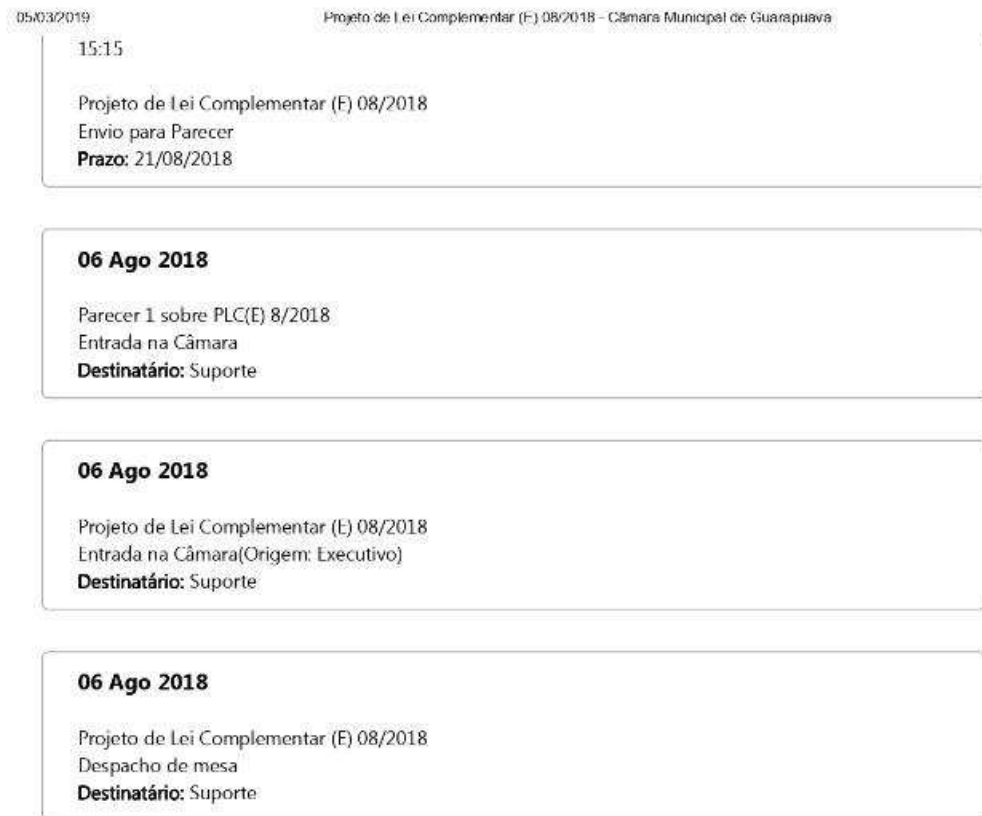 05/03/2019 Projeto de Lei Complementar (E) 08/2018 - Câmara Municipal de Guarapuava
15:15
Projeto de Lei Complementar (E) 08/2018
Envio para Parecer
Prazo: 21/08/2018
06 Ago 2018
Parecer 1 sobre PLC(E) 8/2018
Entrada na Câmara
Destinatário: Suporte
06 Ago 2018
Projeto de Lei Complementar (E) 08/2018
Entrada na Câmara(Origem: Executivo)
Destinatário: Suporte
06 Ago 2018
Projeto de Lei Complementar (E) 08/2018
Despacho de mesa
Destinatário: Suporte